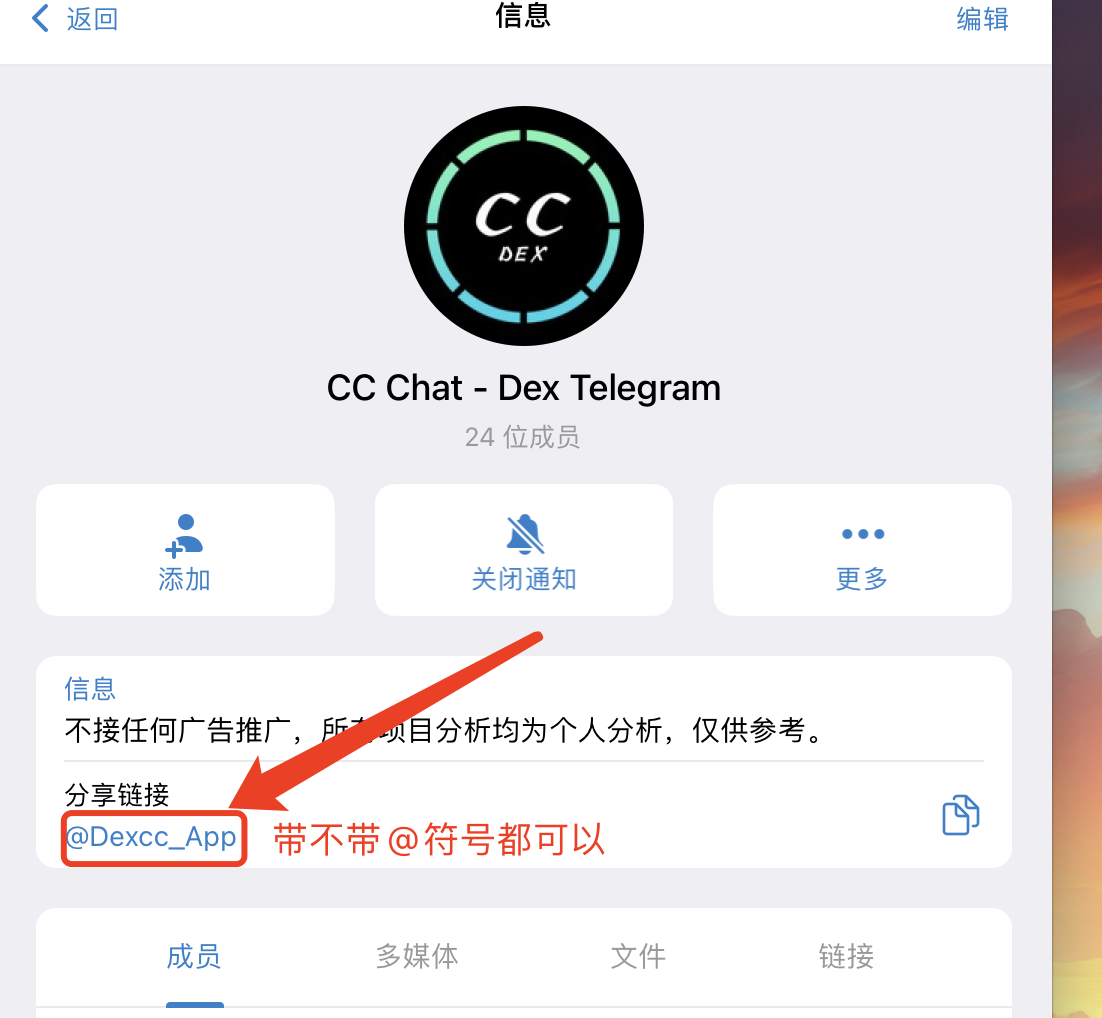 返回
信息
编辑
CC
DEX
CC Chat - Dex Telegram
24 位成员
添加
关闭通知
更多
信息
不接任何广告推广，所有项目分析均为个人分析，仅供参考。
分享链接
@Dexcc_App
带不带@符号都可以
成员
多媒体
文件
链接